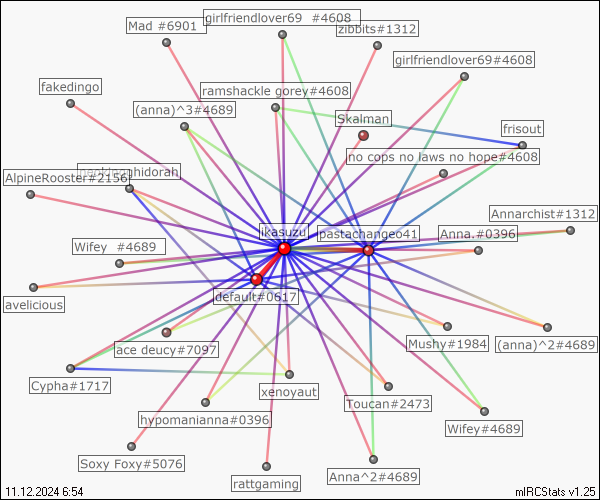 girlfriendlover69 #4608
Mad #6901
zibbits#1312
girlfriendlover69#4608
fakedingo
ramshackle gorey#4608
(anna)^3#4689
Skalman
frisout
no cops no laws no hope#4608
AlpineRooster#2156
Annarchist#1312
ikasuzu
pastachangeo41
Anna.#0396
Wifey #4689
avelicious
default#0617
ace deucy#7097
Mushy#1984
(anna)^2#4689
Cypha#1717
xenoyaut
Toucan#2473
hypomanianna#0396
Wifey#4689
Soxy Foxy#5076
rattgaming
Anna^2#4689
11.12.2024 6:54
mIRCStats v1.25